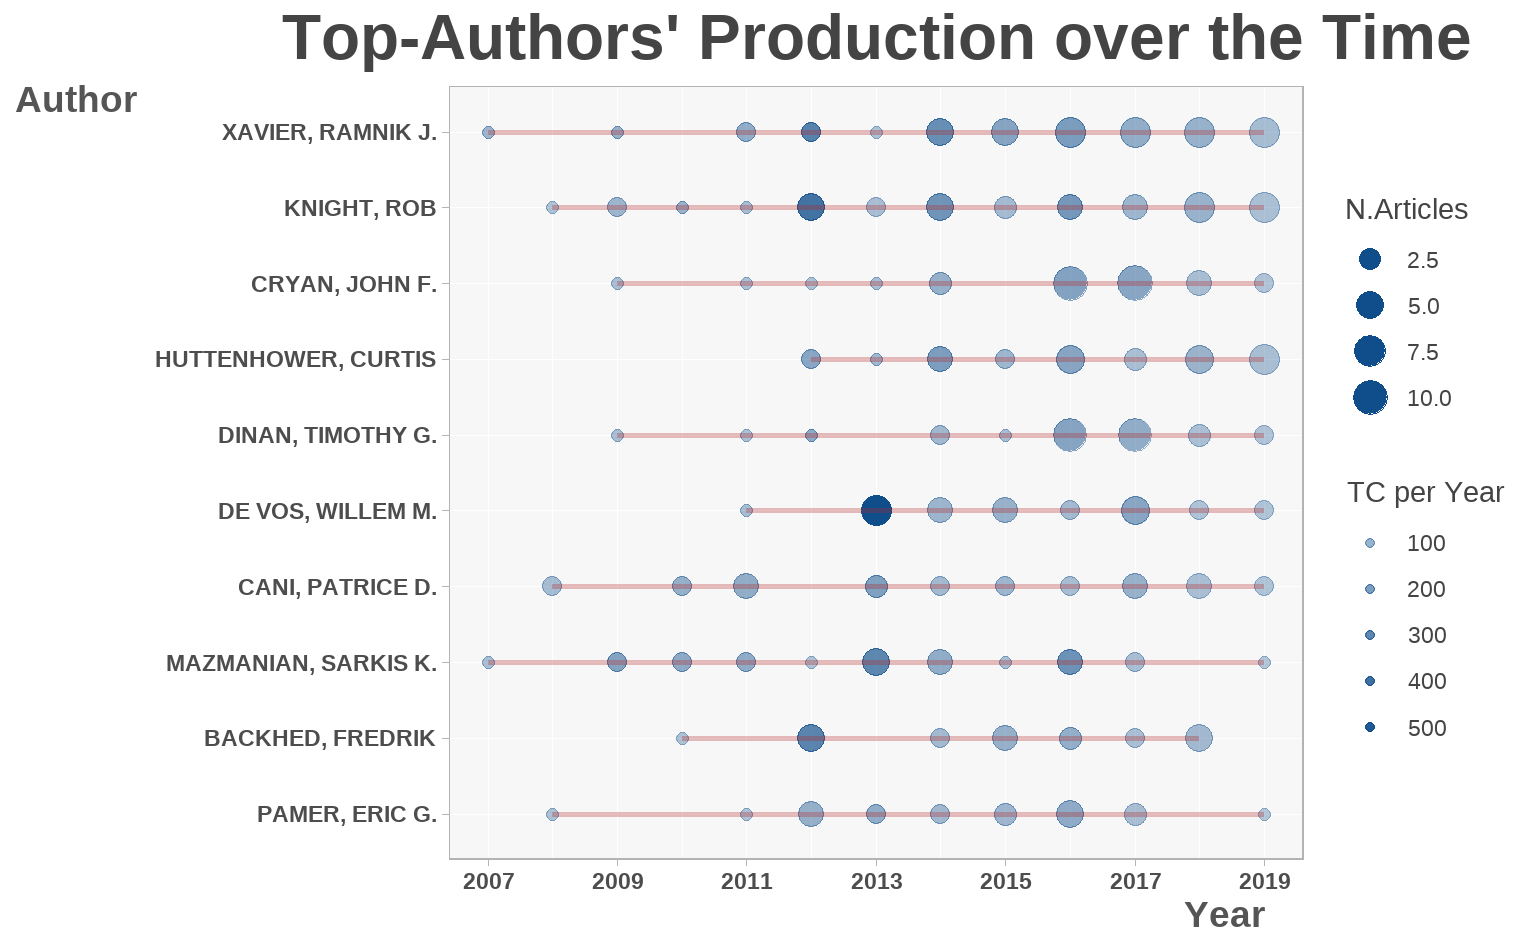 Top-Authors' Production over the Time
Author
XAVIER, RAMNIK J.
KNIGHT, ROB
CRYAN, JOHN F.
HUTTENHOWER, CURTIS
DINAN, TIMOTHY G.
DE VOS, WILLEM M.
CANI, PATRICE D.
MAZMANIAN, SARKIS K.
BACKHED, FREDRIK
PAMER, ERIC G.
2007 2009 2011 2013 2015 2017 2019
Year
N.Articles
2.5
5.0
7.5
10.0
TC per Year
100
200
300
400
500